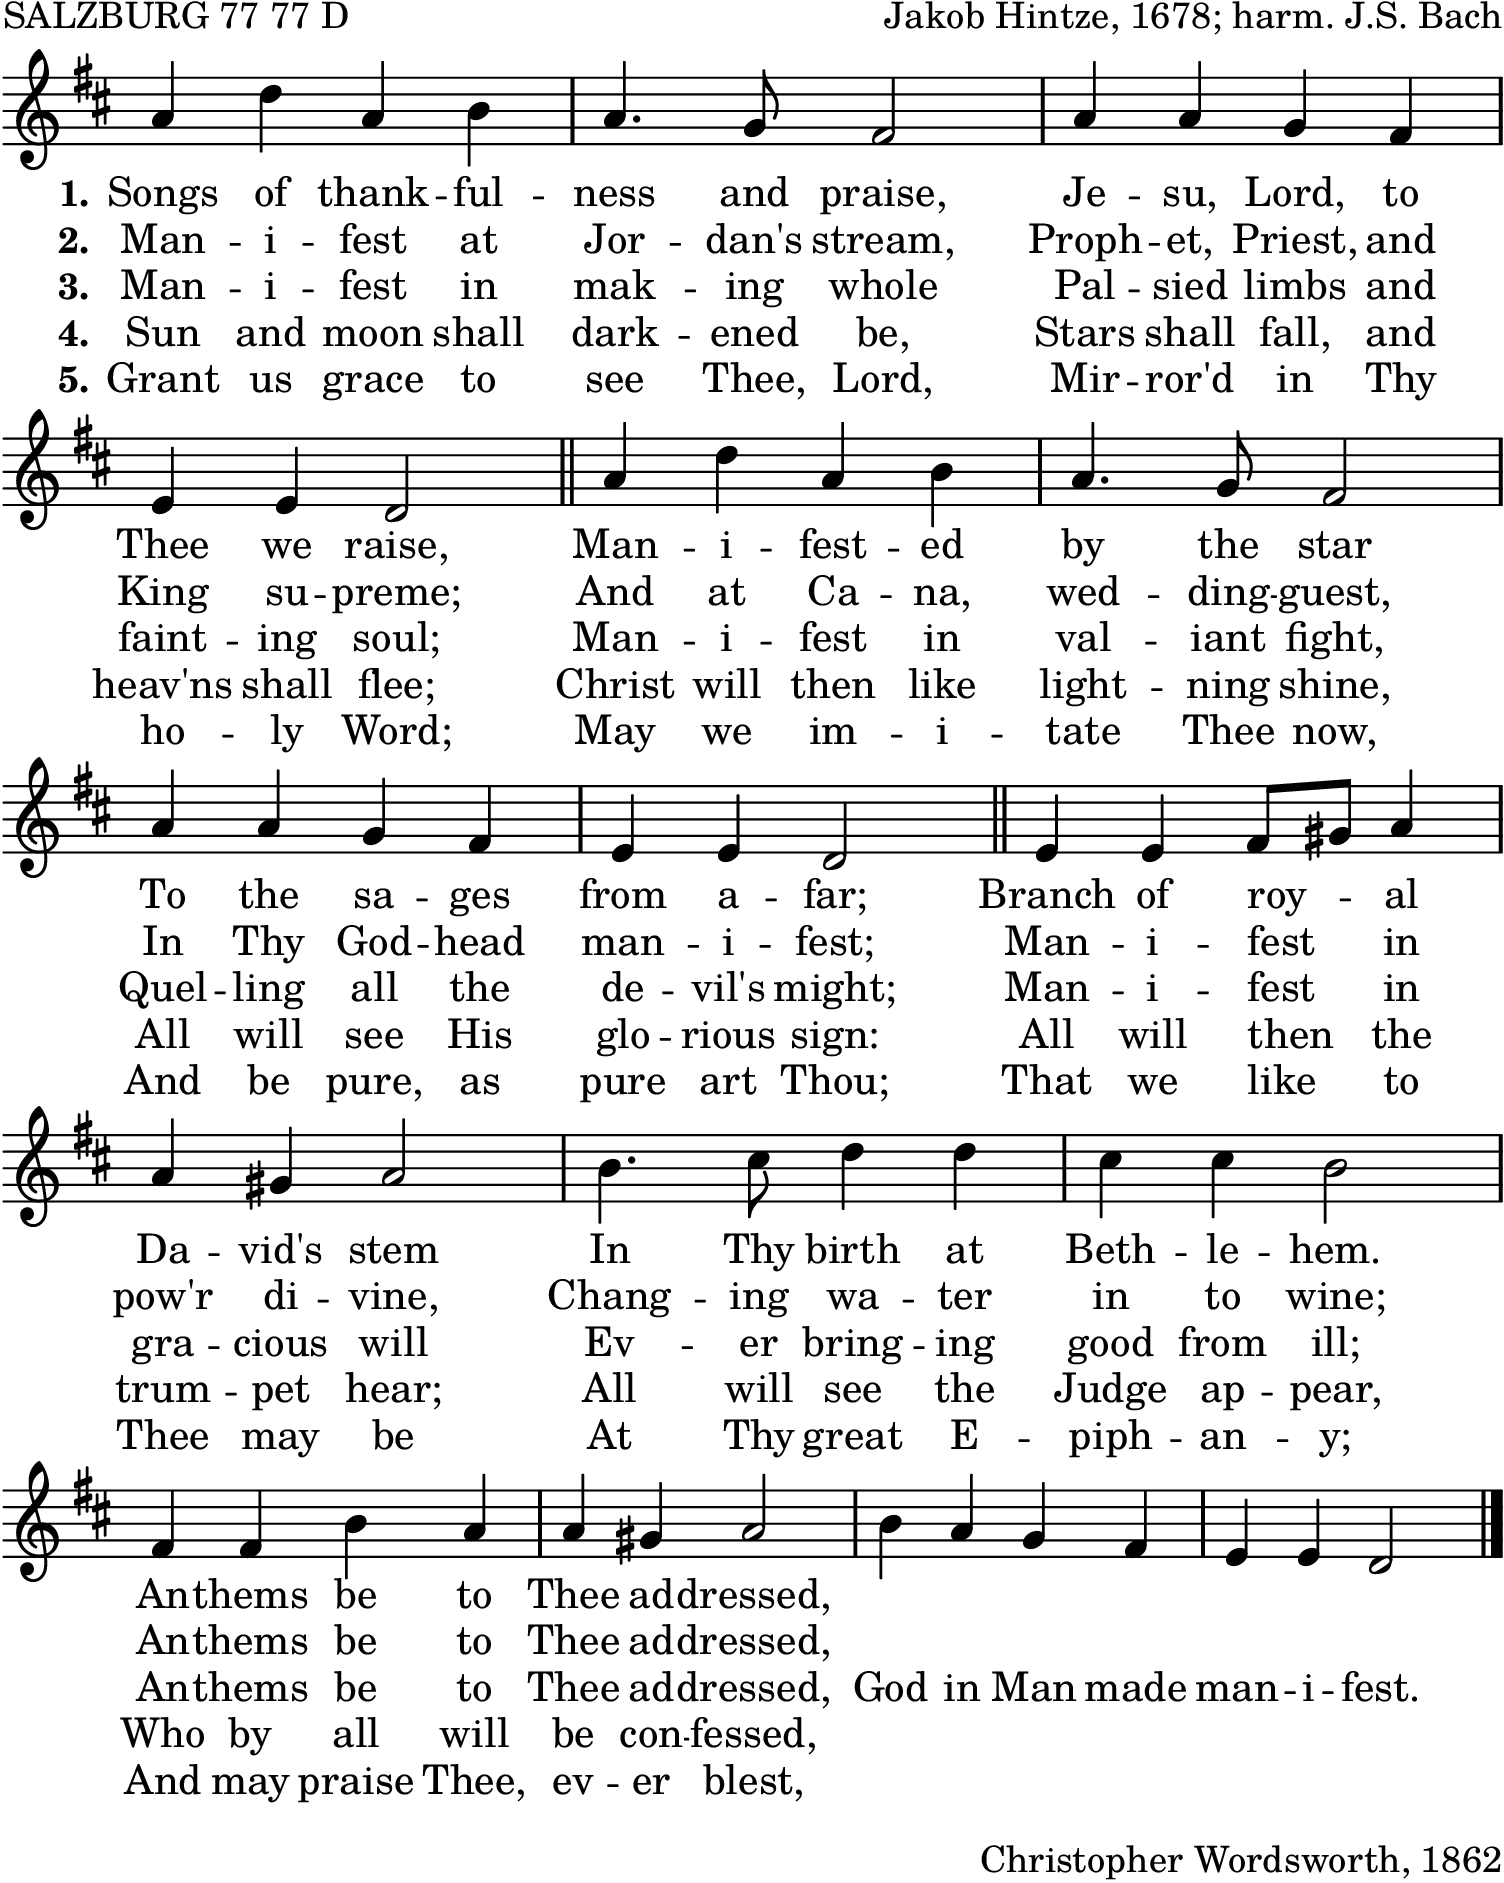 SALZBURG 77 77 D
Jakob Hintze, 1678; harm. J.S. Bach
1. Songs of thank -- ful -- ness and praise, Je -- su, Lord, to
2. Man -- i -- fest at Jor -- dan's stream, Proph -- et, Priest, and
3. Man -- i -- fest in mak -- ing whole Pal -- sied limbs and
4. Sun and moon shall dark -- ened be, Stars shall fall, and
5. Grant us grace to see Thee, Lord, Mir -- ror'd in Thy
Thee we raise, Man -- i -- fest -- ed by the star
King su -- preme; And at Ca -- na, wed -- ding -- guest,
faint -- ing soul; Man -- i -- fest in val -- iant fight,
heav'ns shall flee; Christ will then like light -- ning shine,
ho -- ly Word; May we im -- i -- tate Thee now,
To the sa -- ges from a -- far; Branch of roy -- al
In Thy God -- head man -- i -- fest; Man -- i -- fest in
Quel -- ling all the de -- vil's might; Man -- i -- fest in
All will see His glo -- rious sign: All will then the
And be pure, as pure art Thou; That we like to
Da -- vid's stem In Thy birth at Beth -- le -- hem.
pow'r di -- vine, Chang -- ing wa -- ter in to wine;
gra -- cious will Ev -- er bring -- ing good from ill;
trum -- pet hear; All will see the Judge ap -- pear,
Thee may be At Thy great E -- piph -- an -- y;
Anthems be to Thee addressed,
Anthems be to Thee addressed,
Anthems be to Thee addressed, God in Man made man -- i -- fest.
Who by all will be con -- fessed,
And may praise Thee, ev -- er blest,
Christopher Wordsworth, 1862